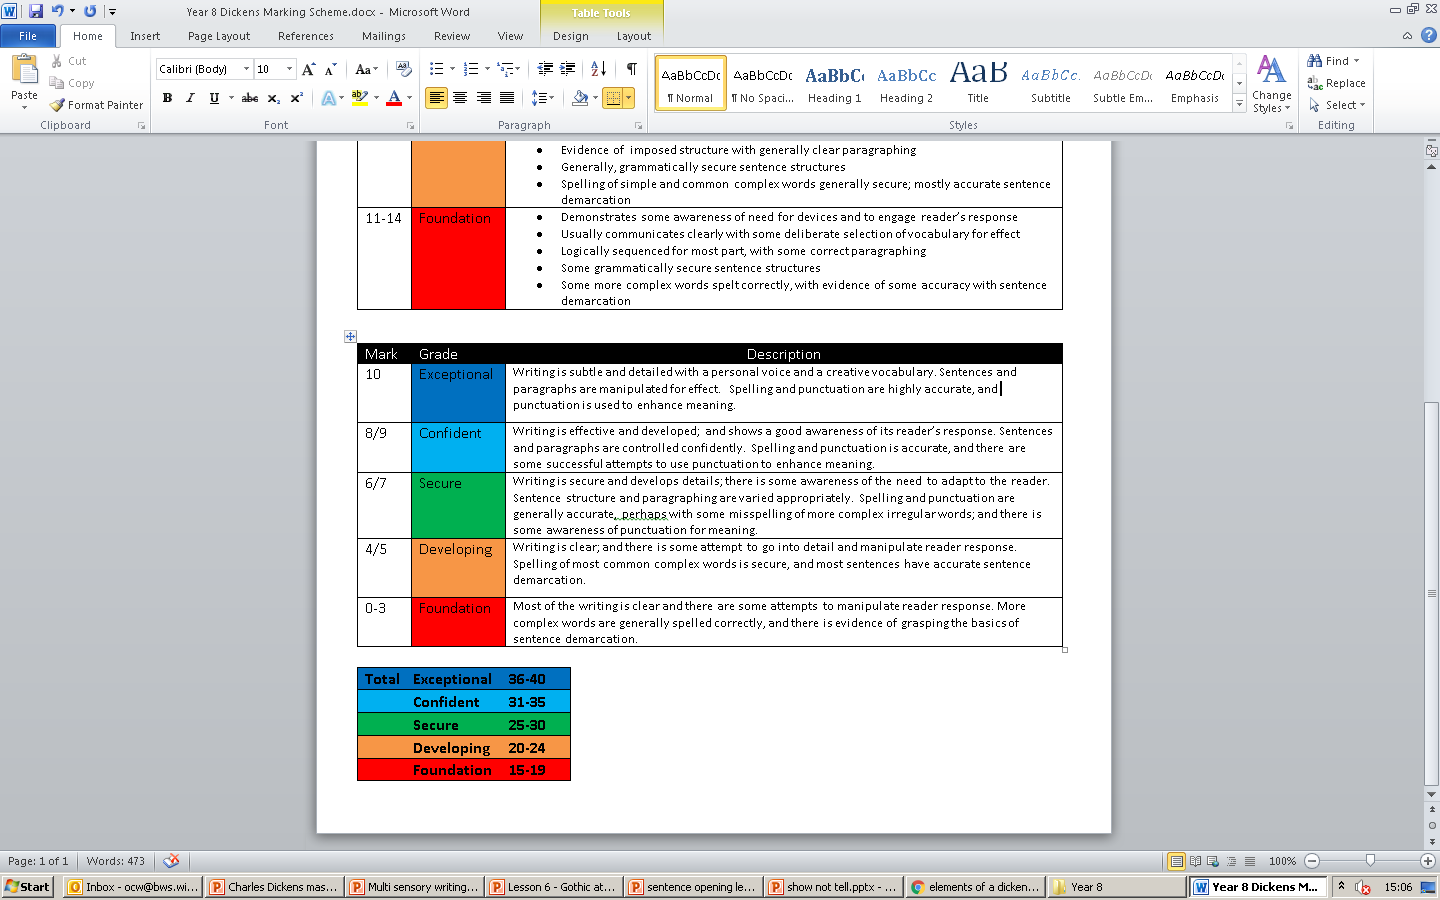 Year 8 Dickens Marking Scheme.docx - Microsoft Word
Table Tools
File Home Insert Page Layout References Mailings Review View Design Layout
Paste
Cut
Copy
Format Painter
Clipboard
Calibri (Body) 10
Font
Paragraph
AaBbCcDc AaBbCcDc AaBbCc AaBbCc AaB AaBbCc. AaBbCcDc AaBbCcDc
¶ Normal ¶ No Spaci... Heading 1 Heading 2 Title Subtitle Subtle Em... Emphasis
Change Styles
Styles
Find
Replace
Select
Editing
• Evidence of imposed structure with generally clear paragraphing
• Generally, grammatically secure sentence structures
• Spelling of simple and common complex words generally secure; mostly accurate sentence
demarcation
11-14 Foundation • Demonstrates some awareness of need for devices and to engage reader's response
• Usually communicates clearly with some deliberate selection of vocabulary for effect
• Logically sequenced for most part, with some correct paragraphing
• Some grammatically secure sentence structures
• Some more complex words spelt correctly, with evidence of some accuracy with sentence
demarcation
Mark Grade Description
10 Exceptional Writing is subtle and detailed with a personal voice and a creative vocabulary. Sentences and
paragraphs are manipulated for effect. Spelling and punctuation are highly accurate, and
punctuation is used to enhance meaning.
8/9 Confident Writing is effective and developed; and shows a good awareness of its reader's response. Sentences
and paragraphs are controlled confidently. Spelling and punctuation is accurate, and there are
some successful attempts to use punctuation to enhance meaning.
6/7 Secure Writing is secure and develops details; there is some awareness of the need to adapt to the reader.
Sentence structure and paragraphing are varied appropriately. Spelling and punctuation are
generally accurate, perhaps with some misspelling of more complex irregular words; and there is
some awareness of punctuation for meaning.
4/5 Developing Writing is clear; and there is some attempt to go into detail and manipulate reader response.
Spelling of most common complex words is secure, and most sentences have accurate sentence
demarcation.
0-3 Foundation Most of the writing is clear and there are some attempts to manipulate reader response. More
complex words are generally spelled correctly, and there is evidence of grasping the basics of
sentence demarcation.
Total Exceptional 36-40
Confident 31-35
Secure 25-30
Developing 20-24
Foundation 15-19
Page: 1 of 1 Words: 473 100%
Start Inbox - ocw@bws.wi... Charles Dickens mas... Multi sensory writing... Lesson 6 - Gothic at... sentence opening le... show not tell.pptx - ... elements of a dicken... Year 8 Year 8 Dickens M... 15:06